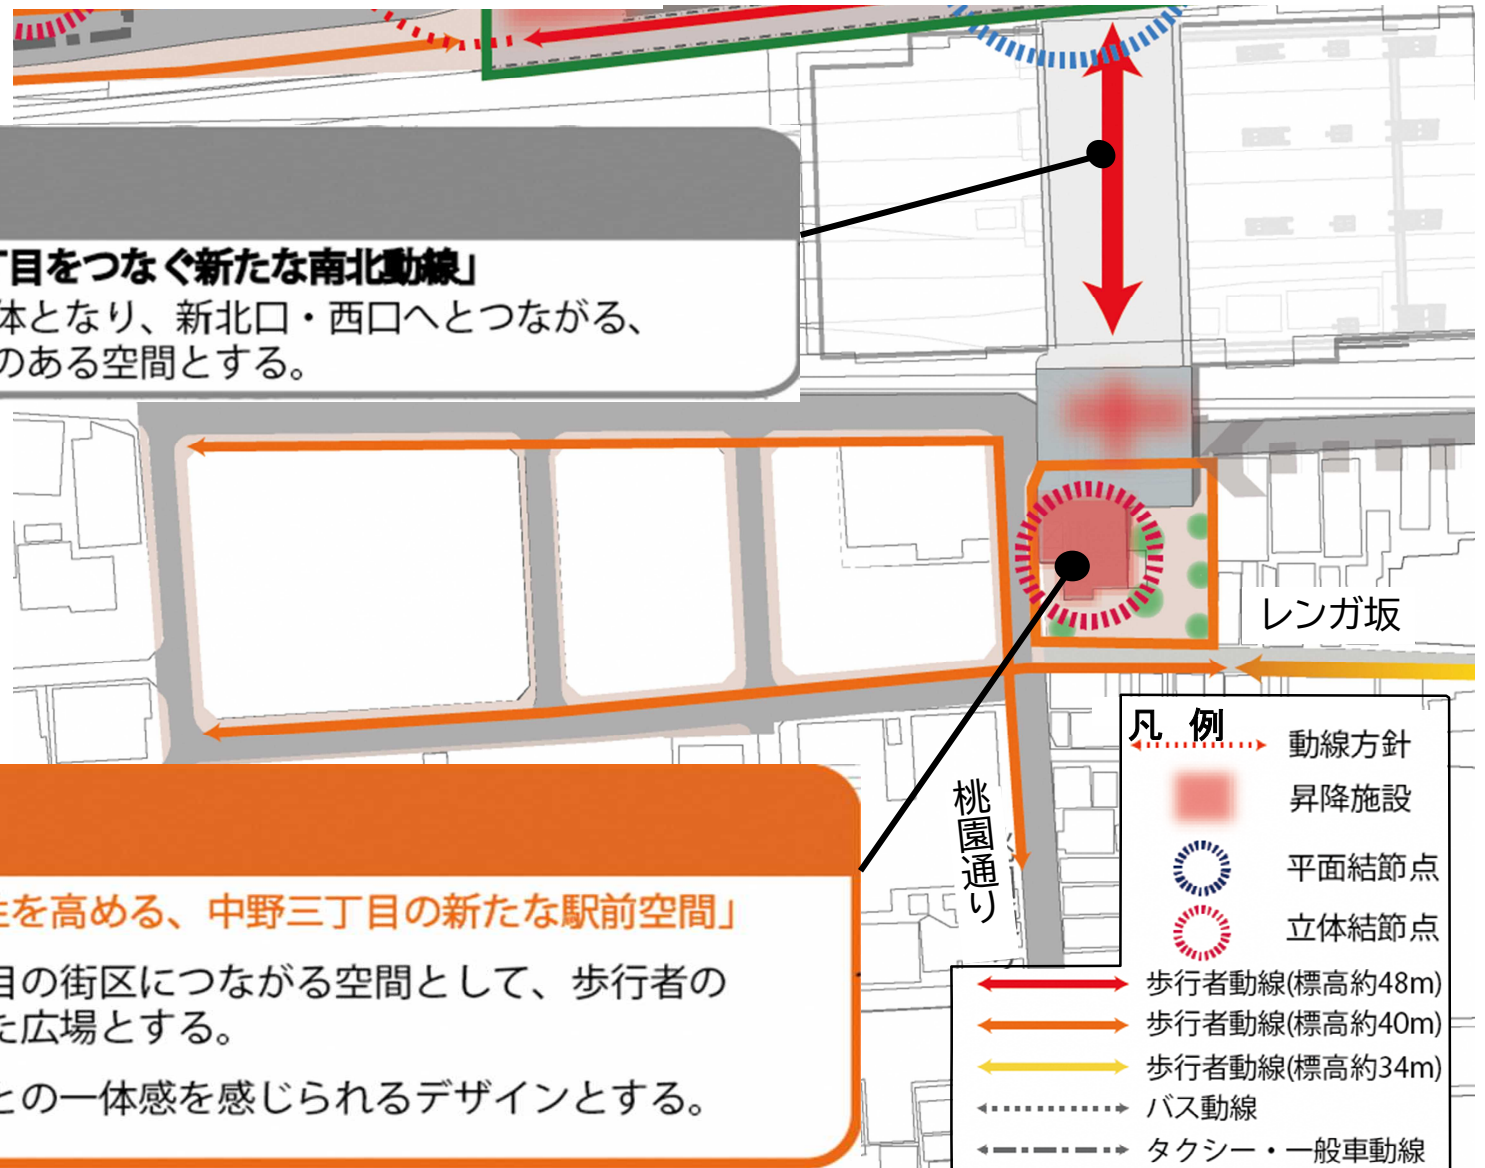 丁目をつなぐ新たな南北動線」
体となり、新北口・西口へとつながる、
のある空間とする。
レンガ坂
桃園通り
性を高める、中野三丁目の新たな駅前空間」
目の街区につながる空間として、歩行者の
た広場とする。
との一体感を感じられるデザインとする。
凡 例
動線方針
昇降施設
平面結節点
立体結節点
歩行者動線(標高約48m)
歩行者動線(標高約40m)
歩行者動線(標高約34m)
バス動線
タクシー・一般車動線